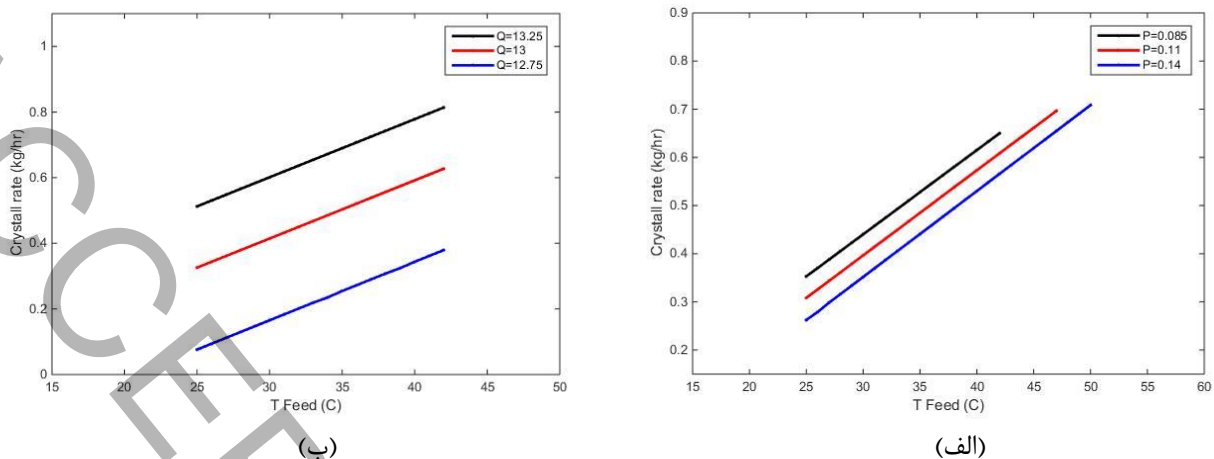 Q=13.25
Q=13
Q=12.75
1
0.8
0.6
0.4
0.2
0
15
20
25
30
35
40
45
50
Crystall rate (kg/hr)
T Feed (C)
(ب)
P=0.085
P=0.11
P=0.14
0.9
0.8
0.7
0.6
0.5
0.4
0.3
0.2
15
20
25
30
35
40
45
50
55
60
Crystall rate (kg/hr)
T Feed (C)
(الف)